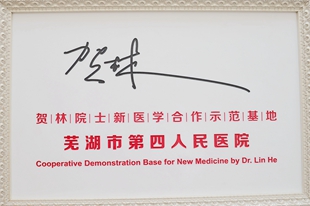 贺林
贺|林|院|士|新|医|学|合|作|示|范|基|地
芜湖市第四人民医院
Cooperative Demonstration Base for New Medicine by Dr. Lin He